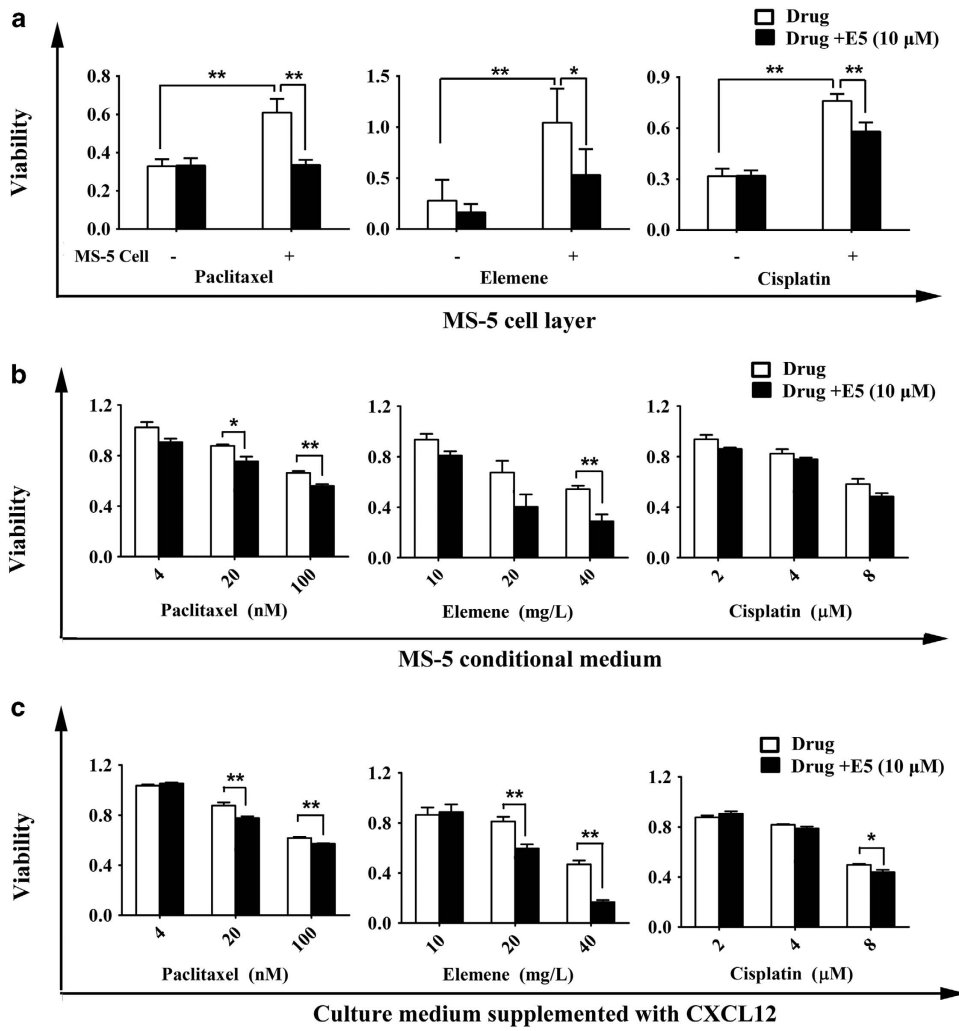 a
Drug
Drug +E5 (10 μM)
Viability
0.8
0.6
0.4
0.2
0.0
** **
1.5
1.0
0.5
0.0
** *
0.9
0.6
0.3
0.0
** **
MS-5 Cell - + - + - +
Paclitaxel Elemene Cisplatin
MS-5 cell layer
b
Drug
Drug +E5 (10 μM)
Viability
1.2
0.8
0.4
0.0
* **
4 20 100
Paclitaxel (nM)
1.2
0.8
0.4
0.0
**
10 20 40
Elemene (mg/L)
1.2
0.8
0.4
0.0
2 4 8
Cisplatin (μM)
MS-5 conditional medium
c
Drug
Drug +E5 (10 μM)
Viability
1.2
0.8
0.4
0.0
** **
4 20 100
Paclitaxel (nM)
1.2
0.8
0.4
0.0
** **
10 20 40
Elemene (mg/L)
1.2
0.8
0.4
0.0
*
2 4 8
Cisplatin (μM)
Culture medium supplemented with CXCL12